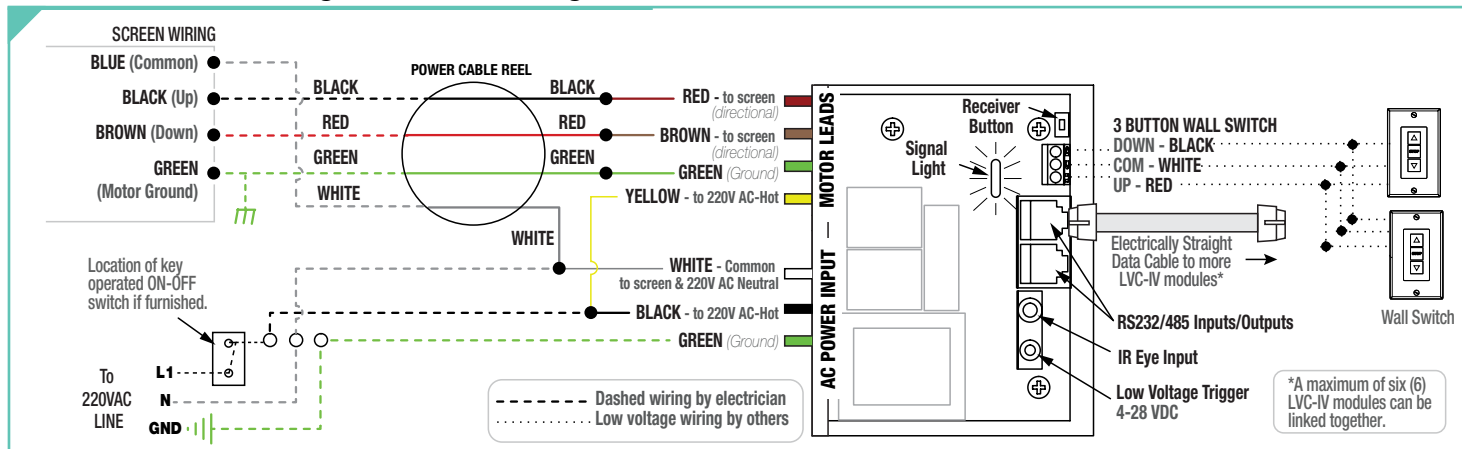 SCREEN WIRING
BLUE (Common)
BLACK (Up)
BROWN (Down)
GREEN
(Motor Ground)
BLACK
RED
GREEN
WHITE
POWER CABLE REEL
BLACK
RED
GREEN
WHITE
RED - to screen
(directional)
BROWN - to screen
(directional)
GREEN (Ground)
YELLOW - to 220V AC-Hot
WHITE - Common
to screen & 220V AC Neutral
BLACK - to 220V AC-Hot
GREEN (Ground)
AC POWER INPUT — MOTOR LEADS
Location of key
operated ON-OFF
switch if furnished.
To
220VAC
LINE
L1
N
GND
Dashed wiring by electrician
Low voltage wiring by others
Receiver
Button
Signal
Light
3 BUTTON WALL SWITCH
DOWN - BLACK
COM - WHITE
UP - RED
Electrically Straight
Data Cable to more
LVC-IV modules*
RS232/485 Inputs/Outputs
IR Eye Input
Low Voltage Trigger
4-28 VDC
Wall Switch
*A maximum of six (6)
LVC-IV modules can be
linked together.